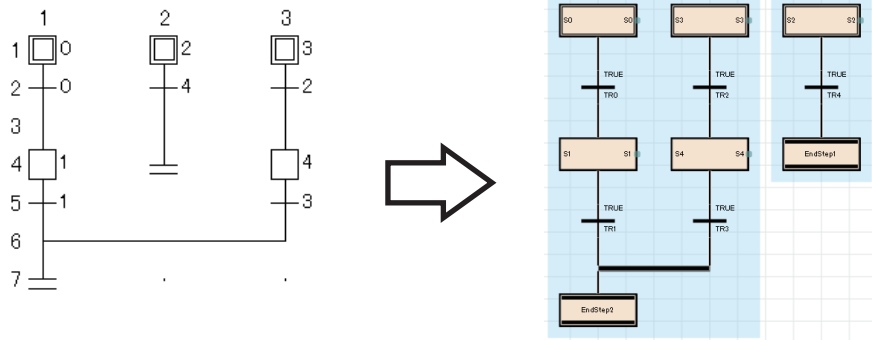 1 2 3
1 0 2 3
2 0 4 2
3
4 1 4
5 1 3
6
7
S0 S0 S3 S3 S2 S2
TRUE TRUE TRUE
TR0 TR2 TR4
S1 S1 S4 S4 EndStep1
TRUE TRUE
TR1 TR3
EndStep2